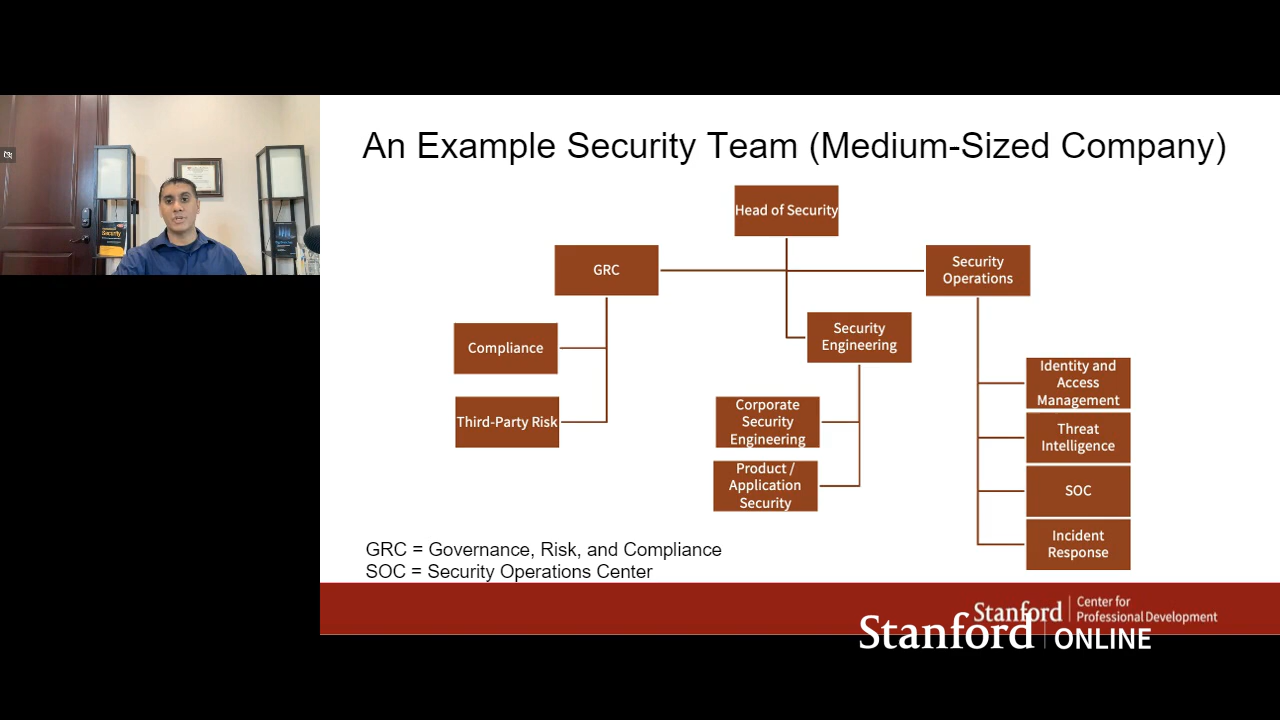 An Example Security Team (Medium-Sized Company)
Head of Security
GRC
Security
Operations
Security
Engineering
Compliance
Third-Party Risk
Corporate
Security
Engineering
Product /
Application
Security
Identity and
Access
Management
Threat
Intelligence
SOC
Incident
Response
GRC = Governance, Risk, and Compliance
SOC = Security Operations Center
Stanford
Center for
Professional Development
Stanford ONLINE
Security